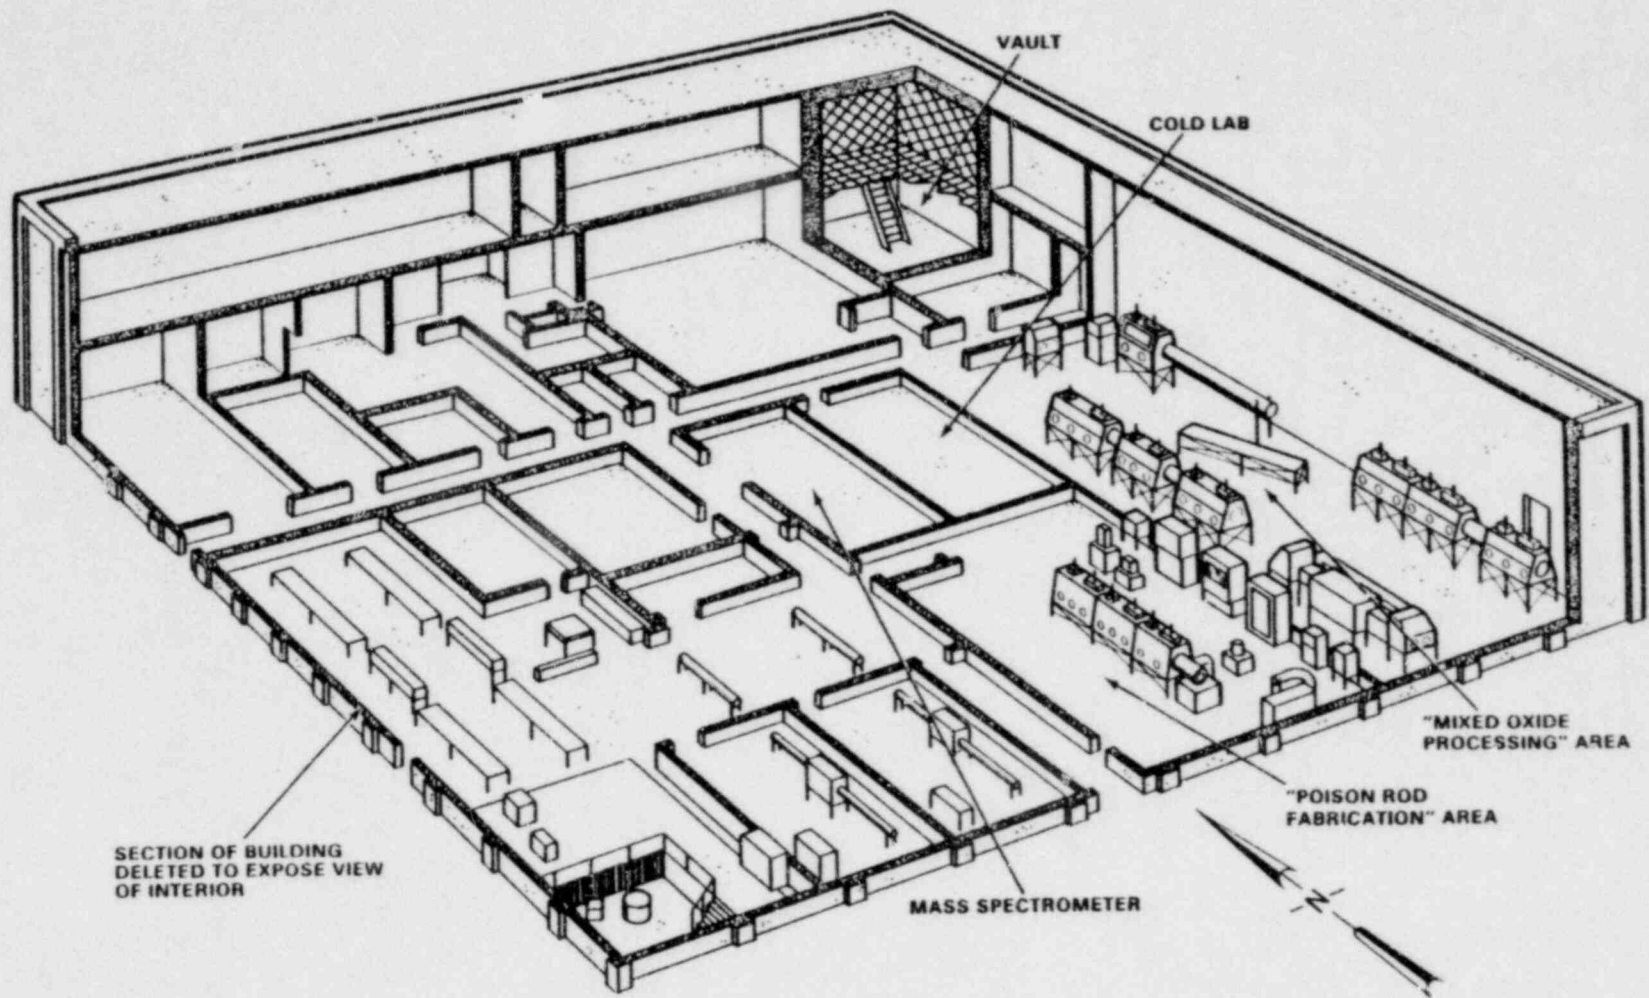 VAULT
COLD LAB
"MIXED OXIDE
PROCESSING" AREA
"POISON ROD
FABRICATION" AREA
SECTION OF BUILDING
DELETED TO EXPOSE VIEW
OF INTERIOR
MASS SPECTROMETER
N